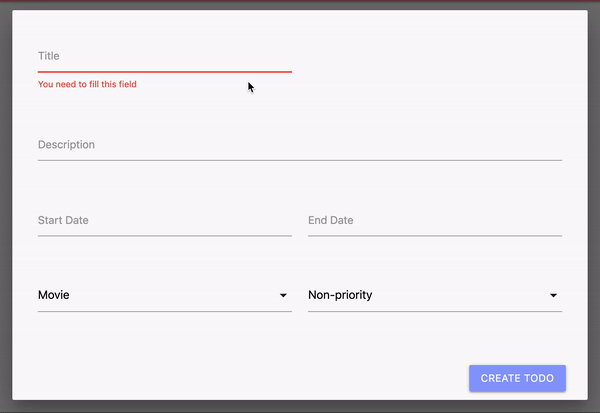 Title
You need to fill this field
Description
Start Date
End Date
Movie
Non-priority
CREATE TODO